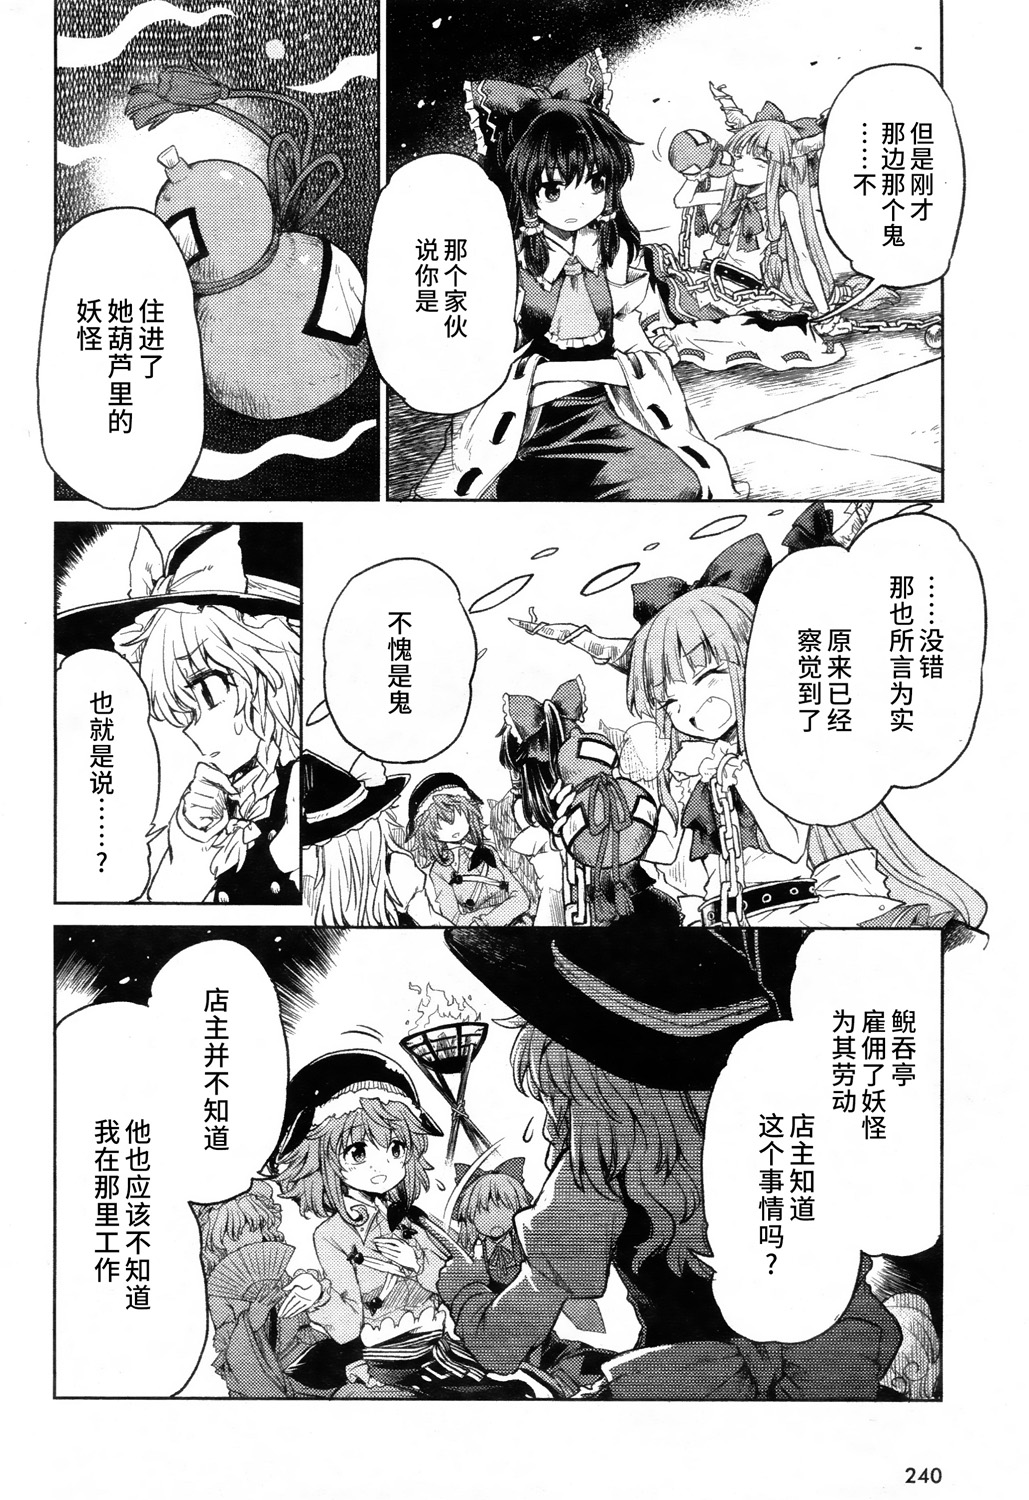 但是刚才
那边那个鬼
……不
那个家伙
说你是
住进了
她葫芦里的
妖怪
……没错
那也所言为实
原来已经
察觉到了
不愧是鬼
也就是说……?
鲵吞亭
雇佣了妖怪
为其劳动
店主知道
这个事情吗?
店主并不知道
他也应该不知道
我在那里工作
240